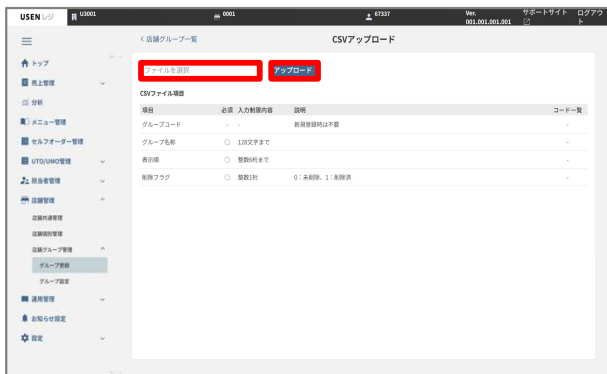 USEN レジ U3001 0001 67337 Ver. 001.001.001.001 サポートサイト ログアウト
く 店舗グループ一覧 CSVアップロード
トップ
売上管理
分析
メニュー管理
セルフオーダー管理
UTO/UMO管理
担当者管理
店舗管理
店舗共通管理
店舗個別管理
店舗グループ管理
グループ登録
グループ設定
運用管理
お知らせ設定
設定
ファイルを選択 アップロード
CSVファイル項目
項目 必須 入力制限内容 説明 コード一覧
グループコード - - 新規登録時は不要 -
グループ名称 ○ 128文字まで -
表示順 ○ 整数6桁まで -
削除フラグ ○ 整数1桁 0：未削除、1：削除済 -